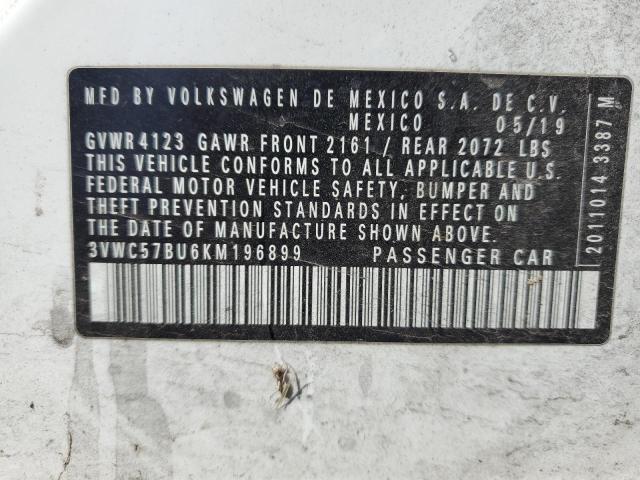 MFD BY VOLKSWAGEN DE MEXICO S.A. DE C.V.
MEXICO 05/19
GVWR 4123 GAWR FRONT 2161 / REAR 2072 LBS
THIS VEHICLE CONFORMS TO ALL APPLICABLE U.S.
FEDERAL MOTOR VEHICLE SAFETY, BUMPER AND
THEFT PREVENTION STANDARDS IN EFFECT ON
THE DATE OF MANUFACTURE SHOWN ABOVE.
3VWC57BU6KM196899 PASSENGER CAR
2011014 3387 M